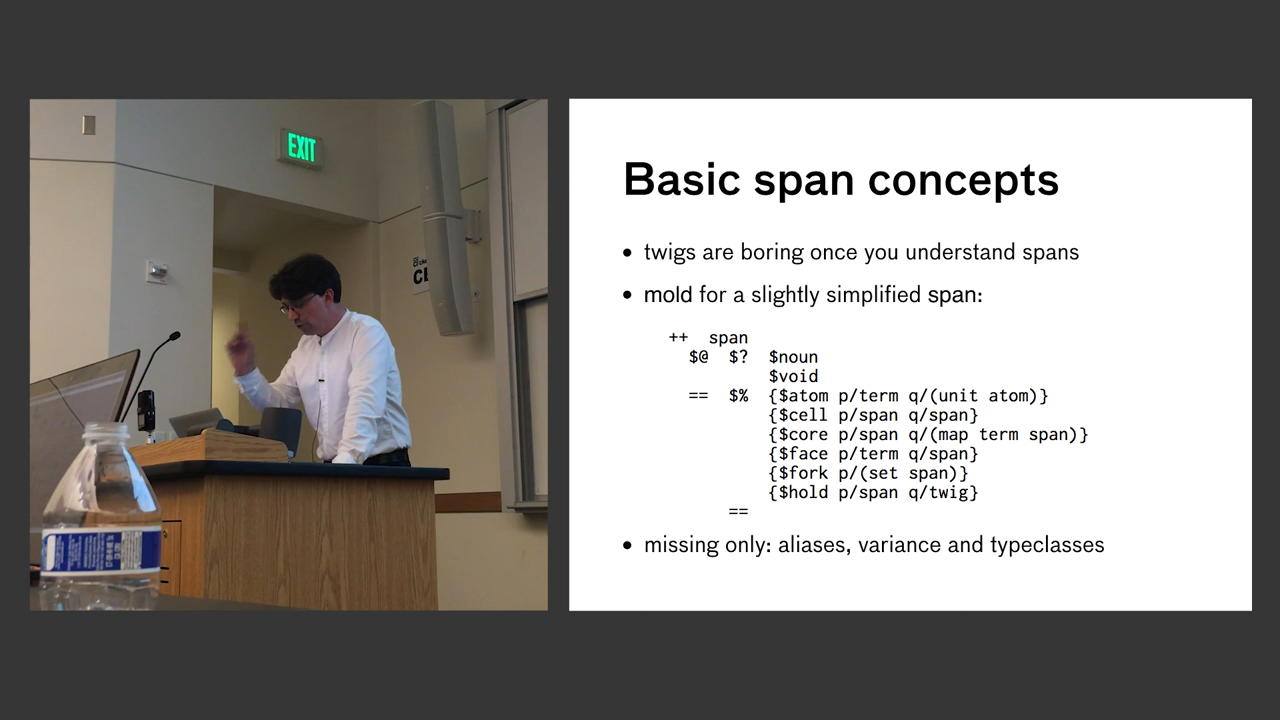 EXIT
Basic span concepts
• twigs are boring once you understand spans
• mold for a slightly simplified span:
++  span
  $@  $?  $noun
          $void
  ==  $%  {$atom p/term q/(unit atom)}
          {$cell p/span q/span}
          {$core p/span q/(map term span)}
          {$face p/term q/span}
          {$fork p/(set span)}
          {$hold p/span q/twig}
      ==
• missing only: aliases, variance and typeclasses